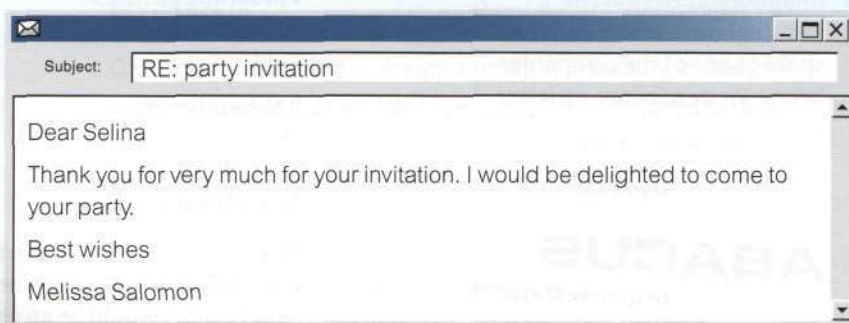 Subject: RE: party invitation
Dear Selina
Thank you for very much for your invitation. I would be delighted to come to
your party.
Best wishes
Melissa Salomon